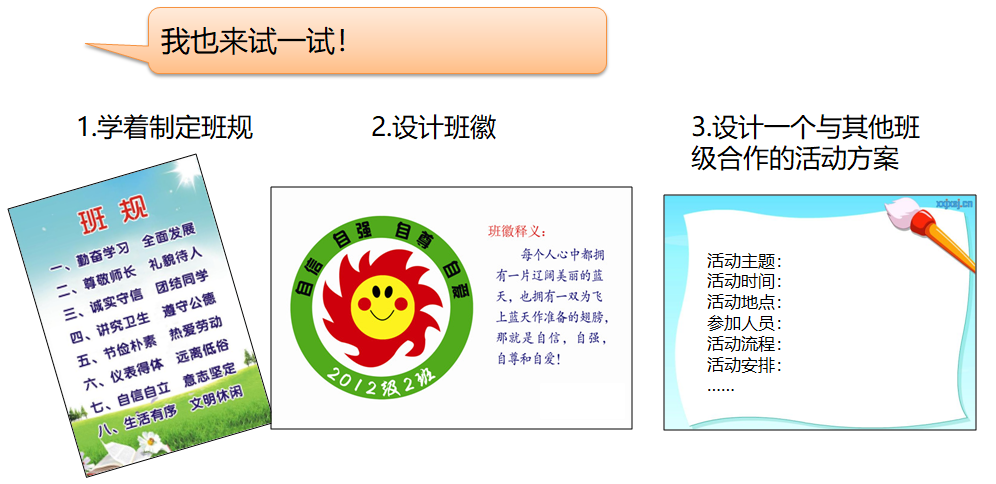 我也来试一试！
1.学着制定班规
2.设计班徽
3.设计一个与其他班
级合作的活动方案
班 规
一、勤奋学习 全面发展
二、尊敬师长 礼貌待人
三、诚实守信 团结同学
四、讲究卫生 遵守公德
五、节俭朴素 热爱劳动
六、仪表得体 远离低俗
七、自信自立 意志坚定
八、生活有序 文明休闲
自信 自强 自尊 自爱
2012级2班
班徽释义：
每个人心中都拥
有一片辽阔美丽的蓝
天，也拥有一双为飞
上蓝天作准备的翅膀，
那就是自信，自强，
自尊和自爱！
xxjxsj.cn
活动主题：
活动时间：
活动地点：
参加人员：
活动流程：
活动安排：
……